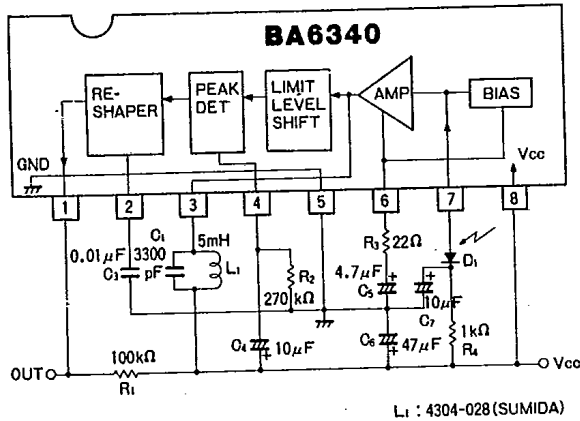 BA6340
RE-
SHAPER
PEAK
DET
LIMIT
LEVEL
SHIFT
AMP
BIAS
GND
Vcc
1
2
3
4
5
6
7
8
0.01μF
C3
C1
3300
pF
5mH
L1
R2
270 kΩ
R3
22Ω
4.7μF
+
C5
+
10μF
C7
D1
1kΩ
R4
C4
+
10μF
C6
+
47μF
100kΩ
R1
OUT
Vcc
L1 : 4304-028 (SUMIDA)